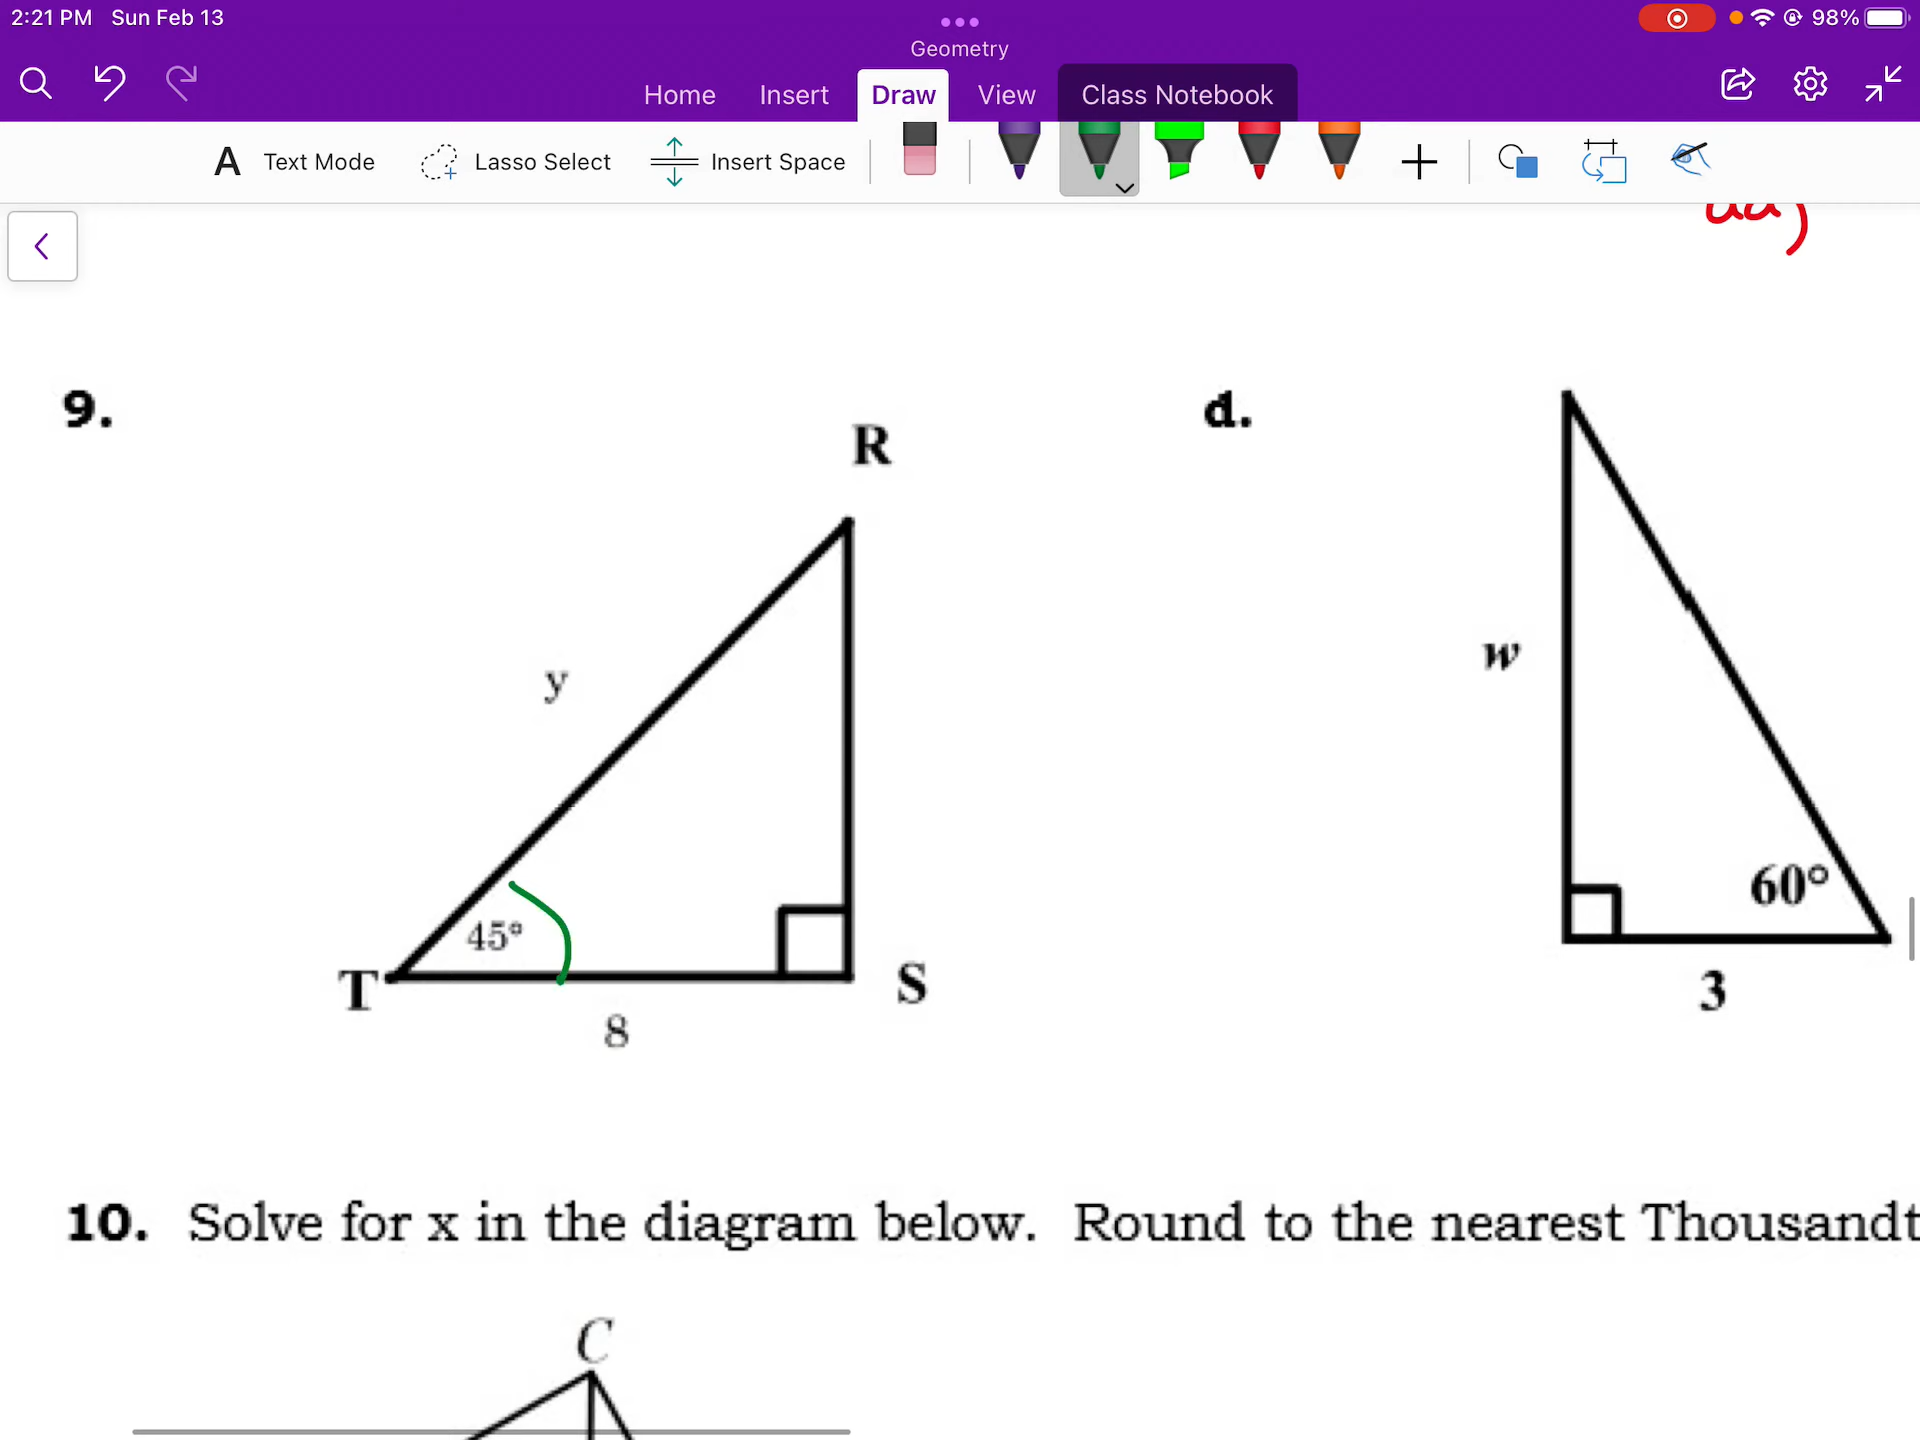 2:21 PM Sun Feb 13
98%
Geometry
Home Insert Draw View Class Notebook
A Text Mode Lasso Select Insert Space
9.
R
y
45°
T
S
8
d.
w
60°
3
10. Solve for x in the diagram below. Round to the nearest Thousandt
C